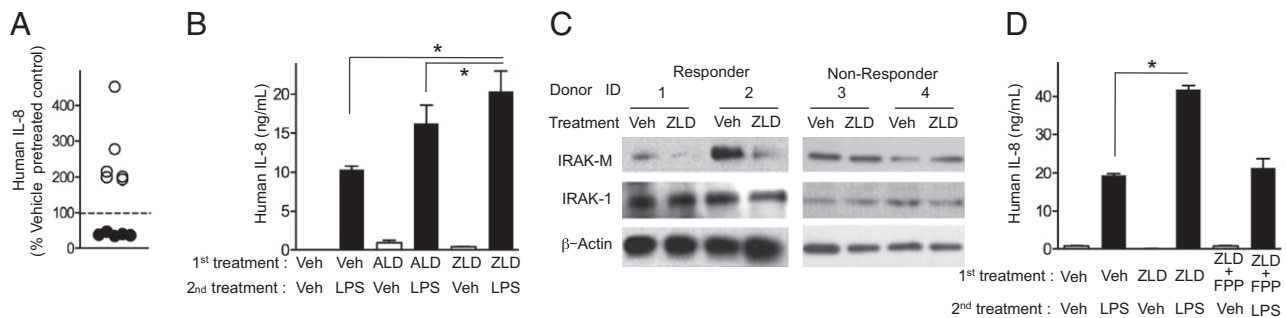 A
Human IL-8
(% Vehicle pretreated control)
400
300
200
100
0
B
Human IL-8 (ng/mL)
20
15
10
5
0
*
*
1st treatment : Veh Veh ALD ALD ZLD ZLD
2nd treatment : Veh LPS Veh LPS Veh LPS
C
Responder Non-Responder
Donor ID 1 2 3 4
Treatment Veh ZLD Veh ZLD Veh ZLD Veh ZLD
IRAK-M
IRAK-1
β-Actin
D
Human IL-8 (ng/mL)
40
20
0
*
1st treatment : Veh Veh ZLD ZLD ZLD + FPP ZLD + FPP
2nd treatment : Veh LPS Veh LPS Veh LPS